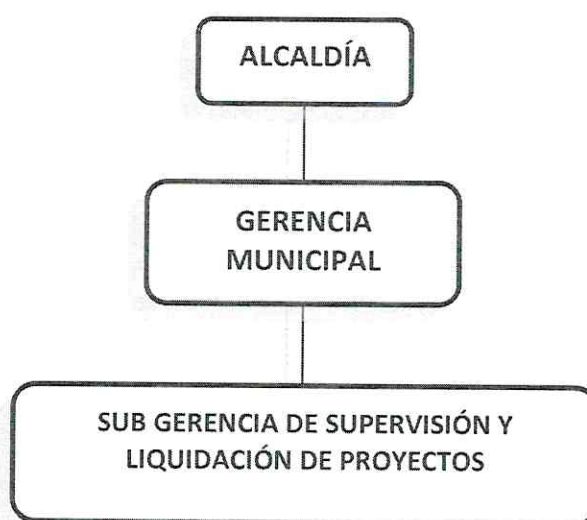 ALCALDÍA
GERENCIA
MUNICIPAL
SUB GERENCIA DE SUPERVISIÓN Y
LIQUIDACIÓN DE PROYECTOS